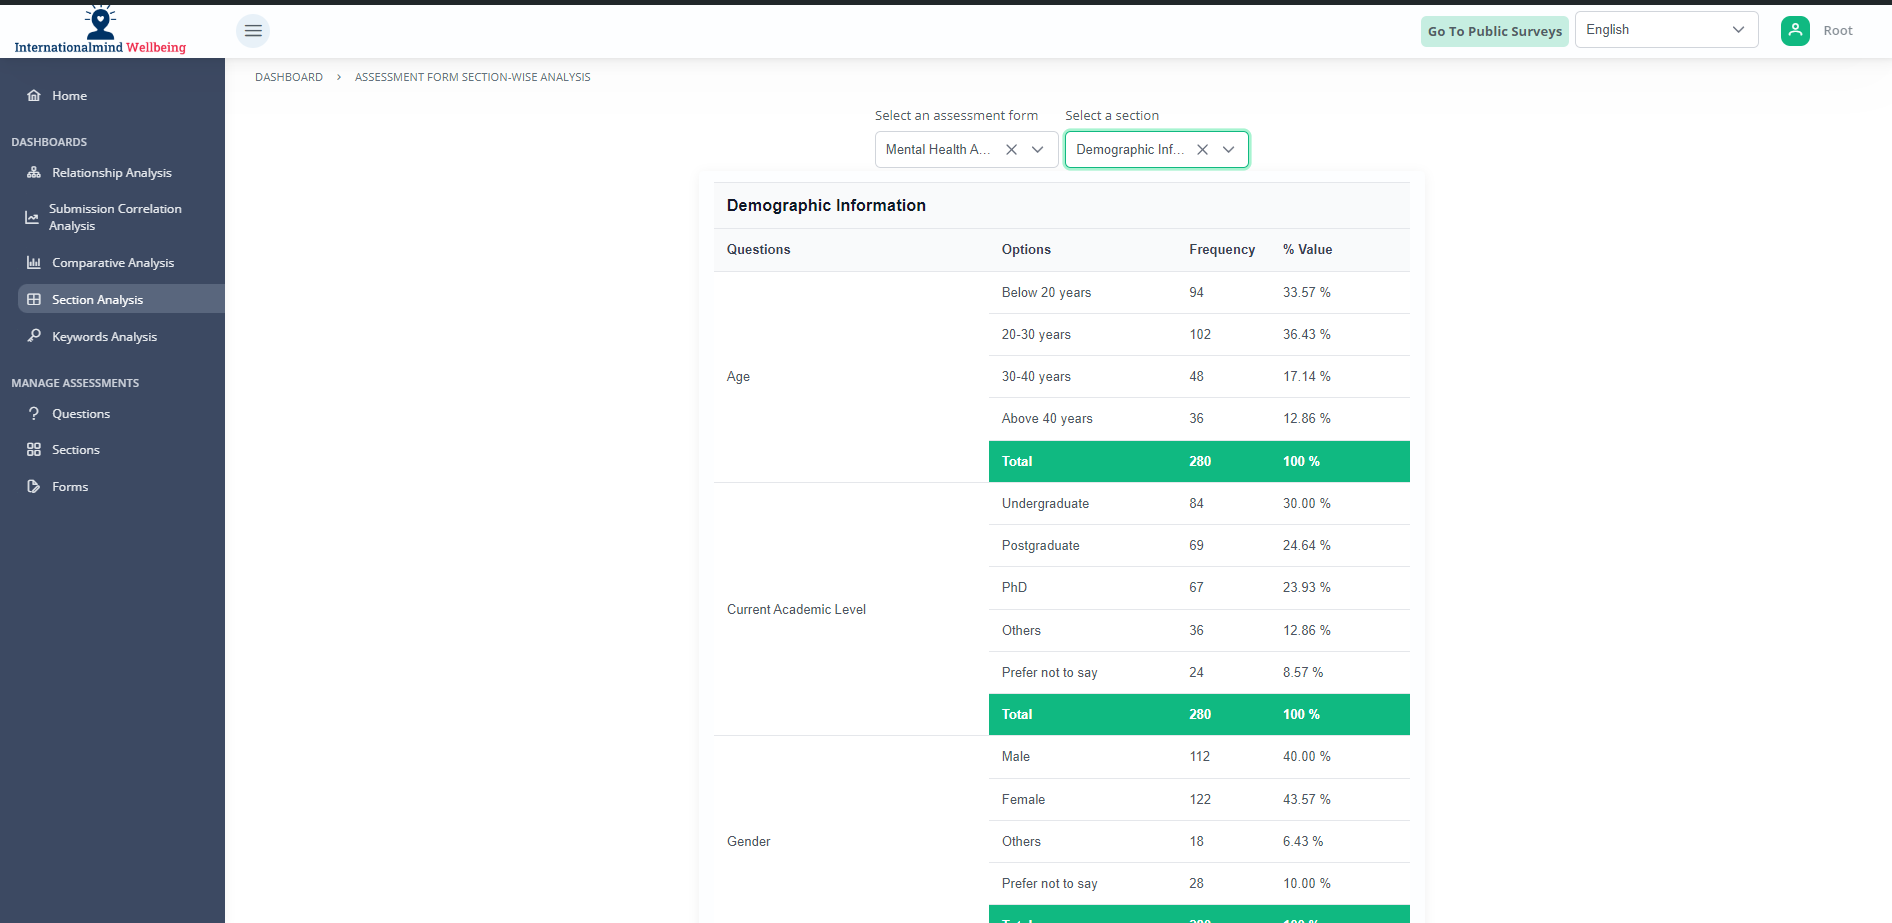 Internationalmind Wellbeing
Go To Public Surveys
English
Root
DASHBOARD > ASSESSMENT FORM SECTION-WISE ANALYSIS
Home
DASHBOARDS
Relationship Analysis
Submission Correlation
Analysis
Comparative Analysis
Section Analysis
Keywords Analysis
MANAGE ASSESSMENTS
Questions
Sections
Forms
Select an assessment form
Select a section
Mental Health A...
Demographic Inf...
Demographic Information
Questions Options Frequency % Value
Age
Below 20 years 94 33.57 %
20-30 years 102 36.43 %
30-40 years 48 17.14 %
Above 40 years 36 12.86 %
Total 280 100 %
Current Academic Level
Undergraduate 84 30.00 %
Postgraduate 69 24.64 %
PhD 67 23.93 %
Others 36 12.86 %
Prefer not to say 24 8.57 %
Total 280 100 %
Gender
Male 112 40.00 %
Female 122 43.57 %
Others 18 6.43 %
Prefer not to say 28 10.00 %
Total 280 100 %